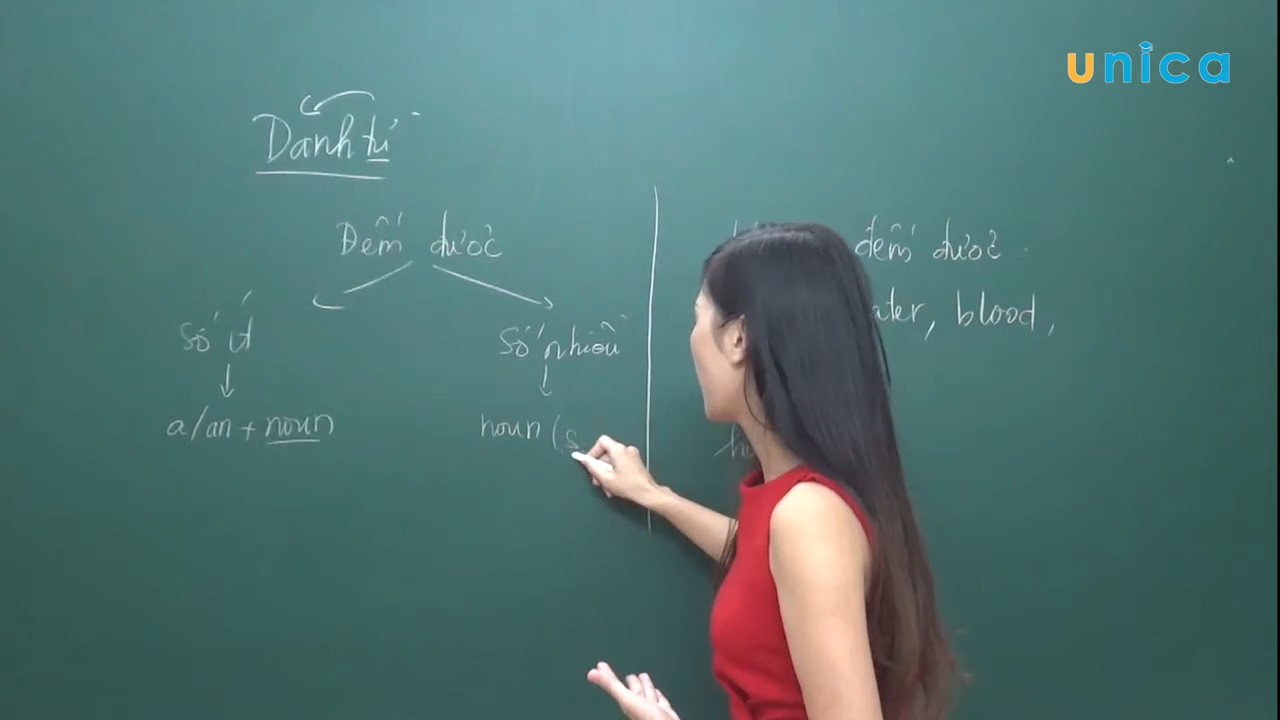 unica
Danh từ
Đếm được
đếm được
Số ít
Số nhiều
ater, blood,
a/an + noun
noun (s